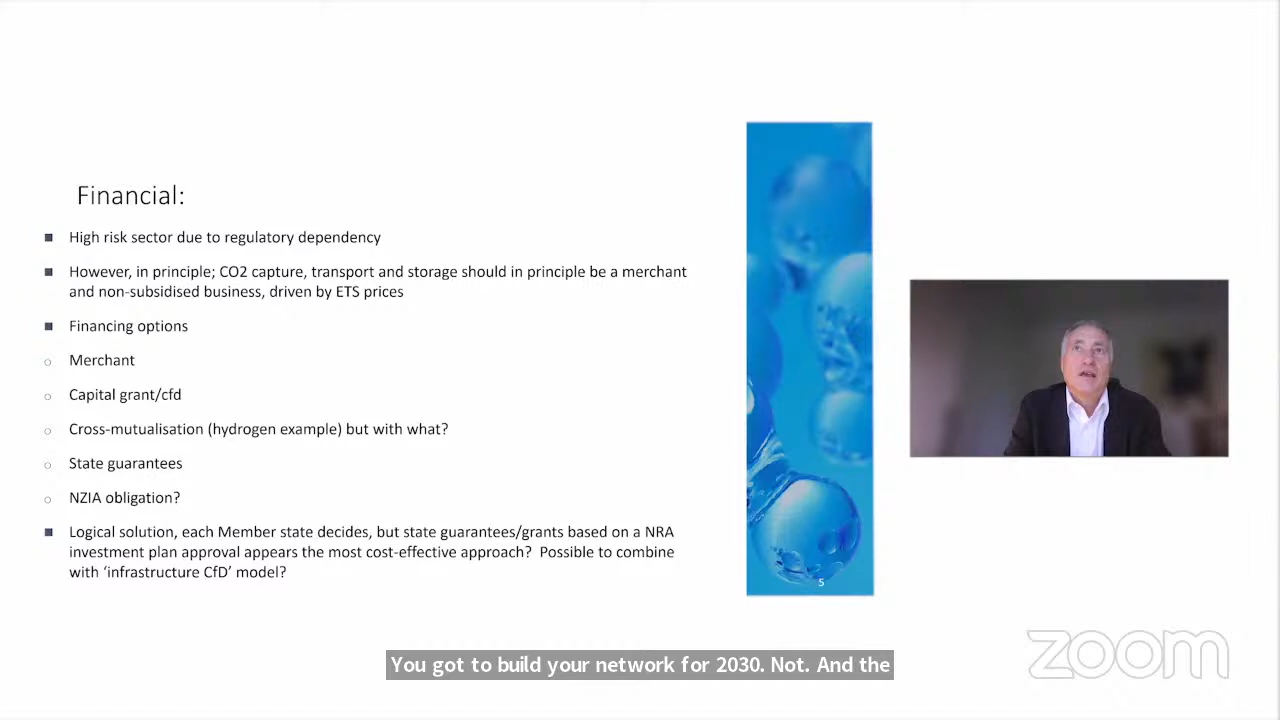 Financial:
High risk sector due to regulatory dependency
However, in principle; CO2 capture, transport and storage should in principle be a merchant
and non-subsidised business, driven by ETS prices
Financing options
Merchant
Capital grant/cfd
Cross-mutualisation (hydrogen example) but with what?
State guarantees
NZIA obligation?
Logical solution, each Member state decides, but state guarantees/grants based on a NRA
investment plan approval appears the most cost-effective approach? Possible to combine
with ‘infrastructure CfD’ model?
5
You got to build your network for 2030. Not. And the
zoom